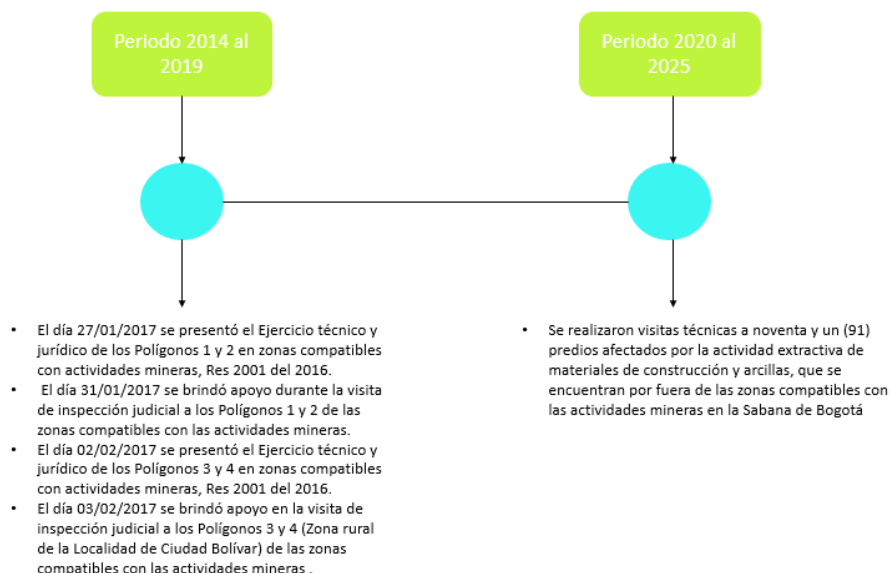 Periodo 2014 al
2019
Periodo 2020 al
2025
• El día 27/01/2017 se presentó el Ejercicio técnico y
jurídico de los Polígonos 1 y 2 en zonas compatibles
con actividades mineras, Res 2001 del 2016.
• El día 31/01/2017 se brindó apoyo durante la visita
de inspección judicial a los Polígonos 1 y 2 de las
zonas compatibles con las actividades mineras.
• El día 02/02/2017 se presentó el Ejercicio técnico y
jurídico de los Polígonos 3 y 4 en zonas compatibles
con actividades mineras, Res 2001 del 2016.
• El día 03/02/2017 se brindó apoyo en la visita de
inspección judicial a los Polígonos 3 y 4 (Zona rural
de la Localidad de Ciudad Bolívar) de las zonas
compatibles con las actividades mineras .
• Se realizaron visitas técnicas a noventa y un (91)
predios afectados por la actividad extractiva de
materiales de construcción y arcillas, que se
encuentran por fuera de las zonas compatibles con
las actividades mineras en la Sabana de Bogotá